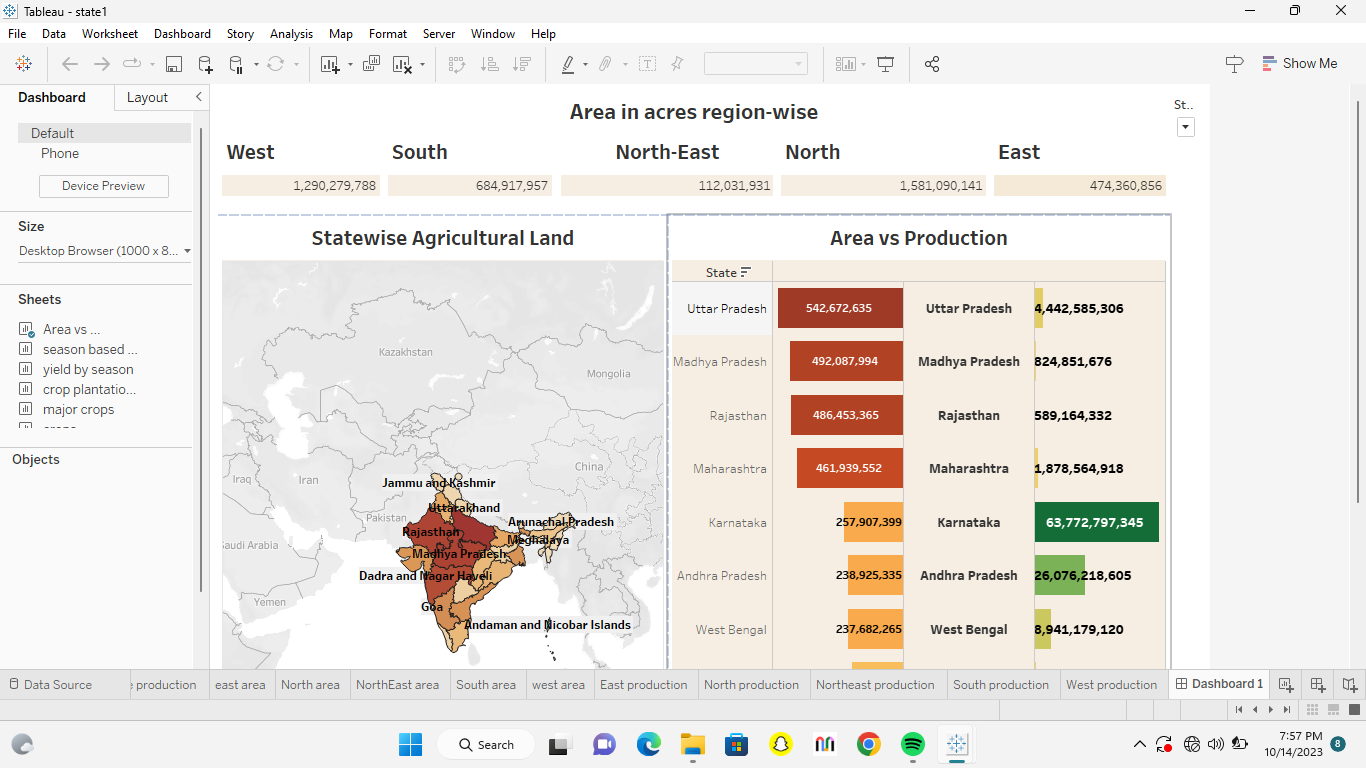 Tableau - state1
File Data Worksheet Dashboard Story Analysis Map Format Server Window Help
Show Me
Dashboard Layout
Default
Phone
Device Preview
Size
Desktop Browser (1000 x 8...
Sheets
Area vs ...
season based ...
yield by season
crop plantatio...
major crops
Objects
Area in acres region-wise
St..
West South North-East North East
1,290,279,788 684,917,957 112,031,931 1,581,090,141 474,360,856
Statewise Agricultural Land
Kazakhstan
Mongolia
China
Iraq
Iran
Pakistan
Saudi Arabia
Yemen
Jammu and Kashmir
Uttarakhand
Arunachal Pradesh
Rajasthan
Meghalaya
Madhya Pradesh
Dadra and Nagar Haveli
Goa
Andaman and Nicobar Islands
Area vs Production
State
Uttar Pradesh 542,672,635 Uttar Pradesh 4,442,585,306
Madhya Pradesh 492,087,994 Madhya Pradesh 824,851,676
Rajasthan 486,453,365 Rajasthan 589,164,332
Maharashtra 461,939,552 Maharashtra 1,878,564,918
Karnataka 257,907,399 Karnataka 63,772,797,345
Andhra Pradesh 238,925,335 Andhra Pradesh 26,076,218,605
West Bengal 237,682,265 West Bengal 8,941,179,120
Data Source production east area North area NorthEast area South area west area East production North production Northeast production South production West production Dashboard 1
Search
7:57 PM
10/14/2023
8